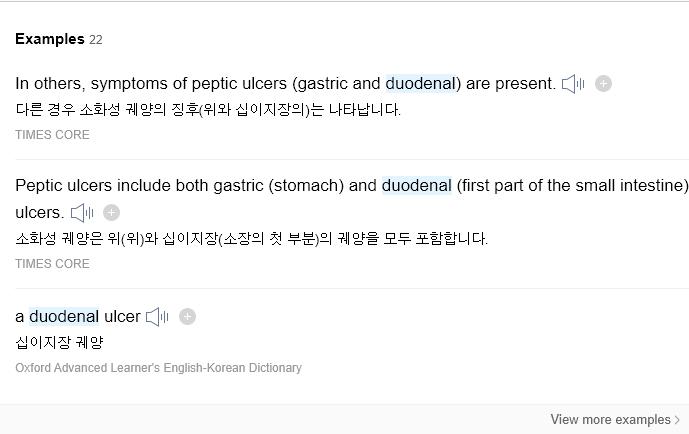 Examples 22
In others, symptoms of peptic ulcers (gastric and duodenal) are present.
다른 경우 소화성 궤양의 징후(위와 십이지장의)는 나타납니다.
TIMES CORE
Peptic ulcers include both gastric (stomach) and duodenal (first part of the small intestine)
ulcers.
소화성 궤양은 위(위)와 십이지장(소장의 첫 부분)의 궤양을 모두 포함합니다.
TIMES CORE
a duodenal ulcer
십이지장 궤양
Oxford Advanced Learner's English-Korean Dictionary
View more examples